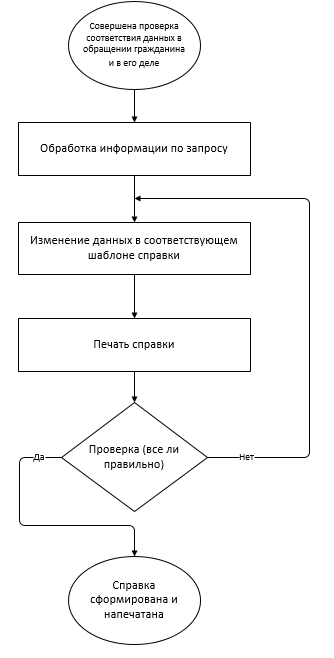 Совершена проверка
соответствия данных в
обращении гражданина
и в его деле
Обработка информации по запросу
Изменение данных в соответствующем
шаблоне справки
Печать справки
Проверка (все ли
правильно)
Да
Нет
Справка
сформирована и
напечатана